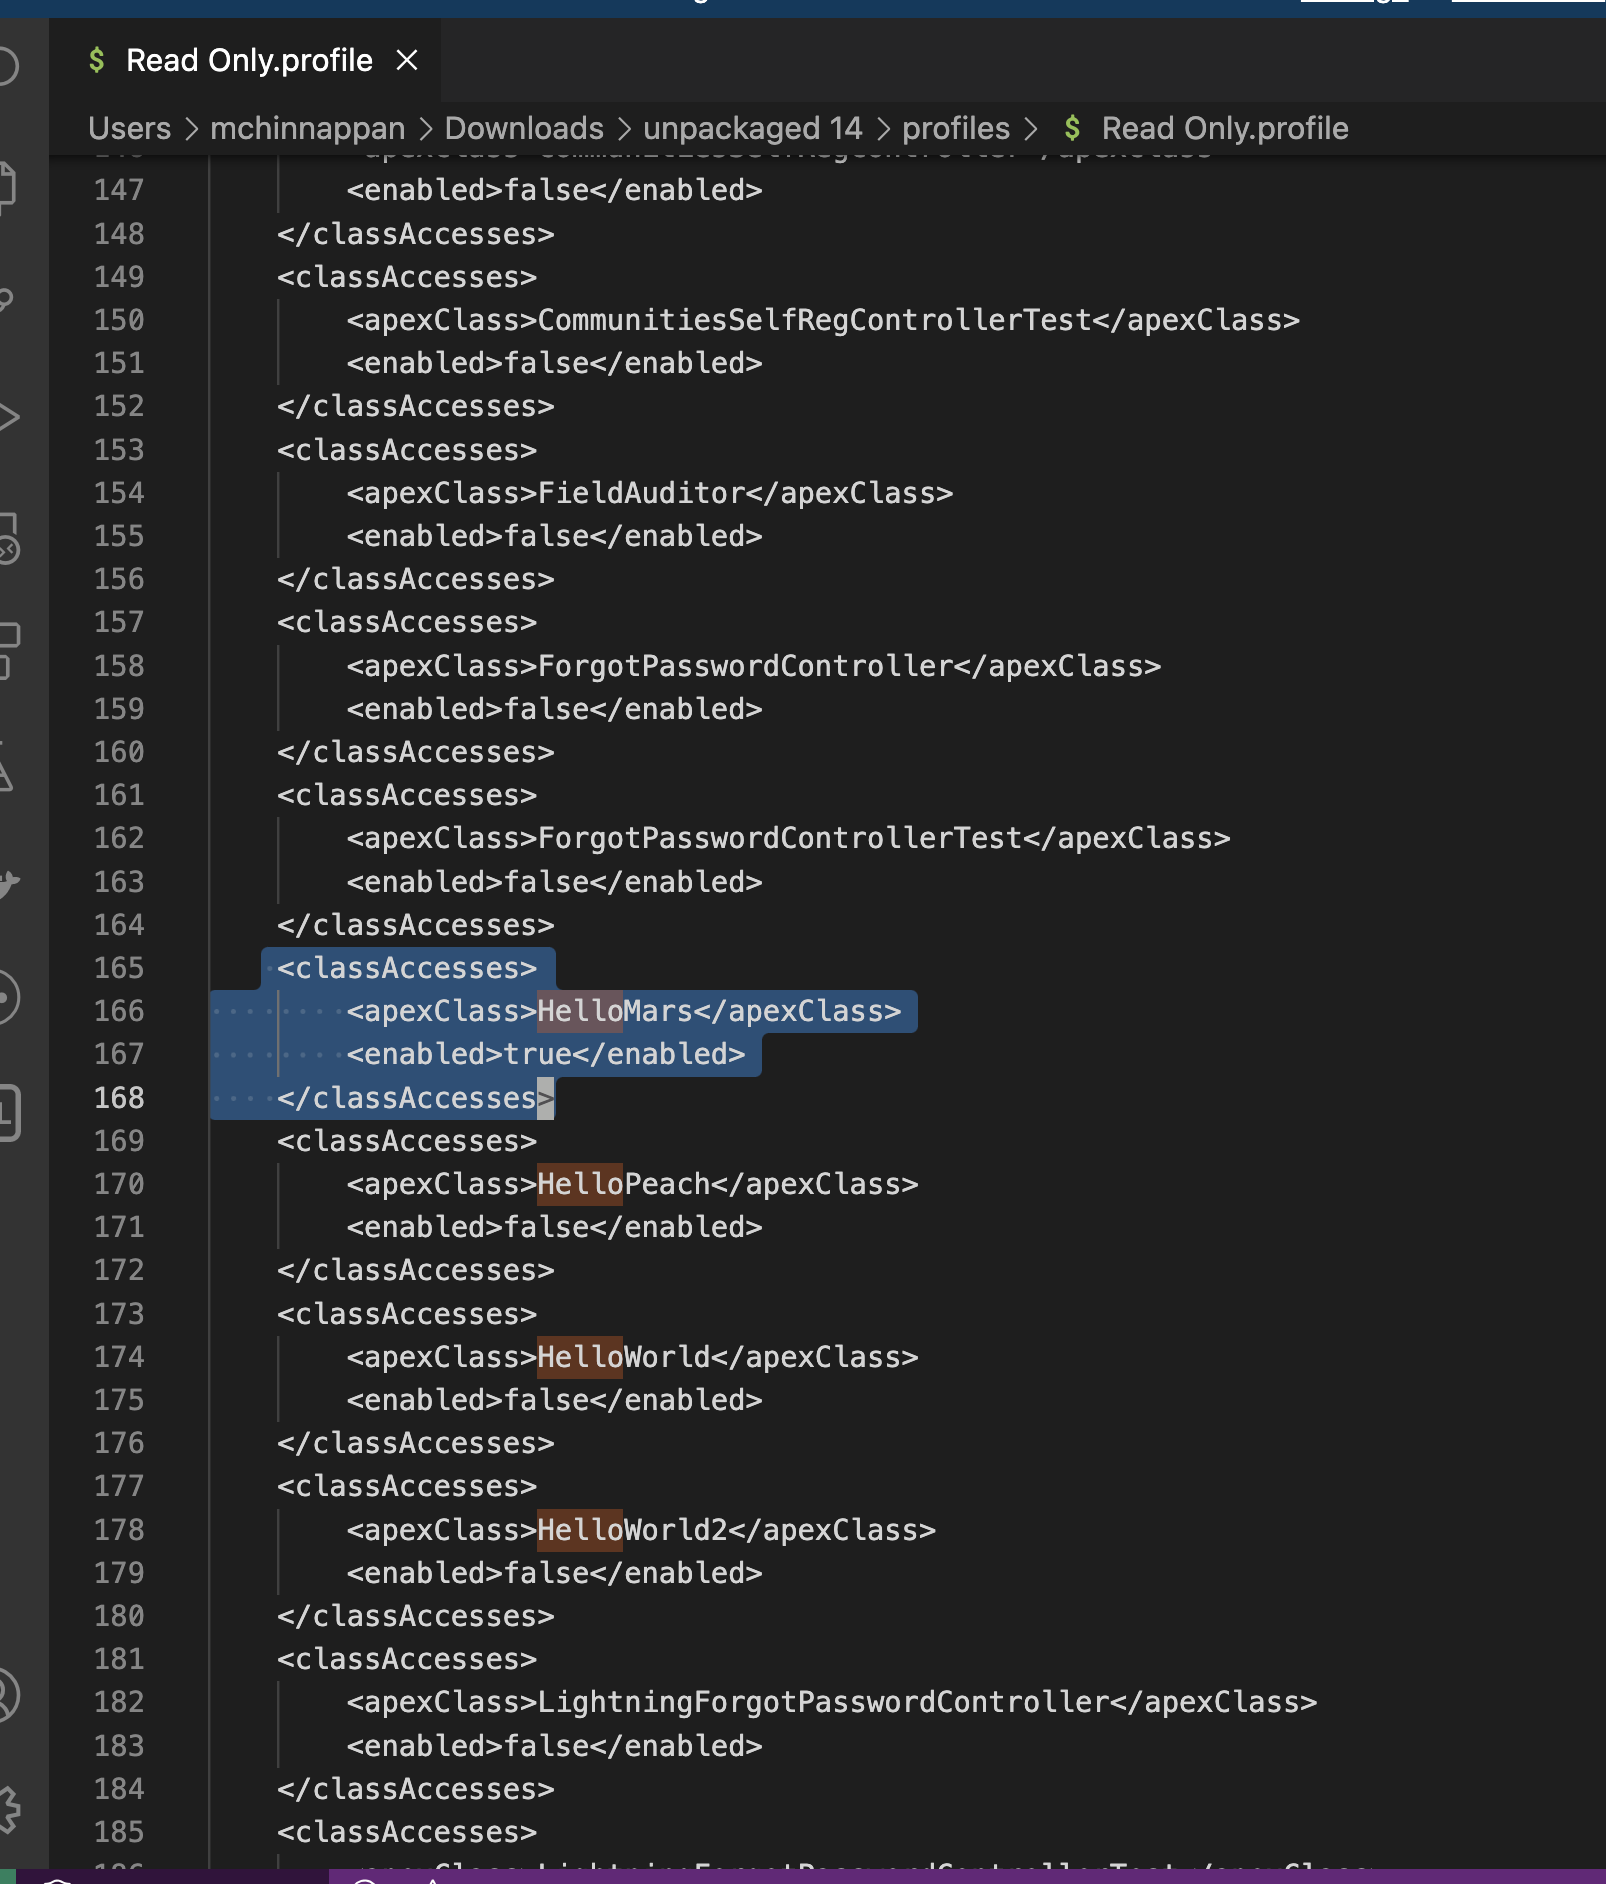 $ Read Only.profile ×
Users > mchinnappan > Downloads > unpackaged 14 > profiles > $ Read Only.profile
147 <enabled>false</enabled>
148 </classAccesses>
149 <classAccesses>
150 <apexClass>CommunitiesSelfRegControllerTest</apexClass>
151 <enabled>false</enabled>
152 </classAccesses>
153 <classAccesses>
154 <apexClass>FieldAuditor</apexClass>
155 <enabled>false</enabled>
156 </classAccesses>
157 <classAccesses>
158 <apexClass>ForgotPasswordController</apexClass>
159 <enabled>false</enabled>
160 </classAccesses>
161 <classAccesses>
162 <apexClass>ForgotPasswordControllerTest</apexClass>
163 <enabled>false</enabled>
164 </classAccesses>
165 <classAccesses>
166 <apexClass>HelloMars</apexClass>
167 <enabled>true</enabled>
168 </classAccesses>
169 <classAccesses>
170 <apexClass>HelloPeach</apexClass>
171 <enabled>false</enabled>
172 </classAccesses>
173 <classAccesses>
174 <apexClass>HelloWorld</apexClass>
175 <enabled>false</enabled>
176 </classAccesses>
177 <classAccesses>
178 <apexClass>HelloWorld2</apexClass>
179 <enabled>false</enabled>
180 </classAccesses>
181 <classAccesses>
182 <apexClass>LightningForgotPasswordController</apexClass>
183 <enabled>false</enabled>
184 </classAccesses>
185 <classAccesses>